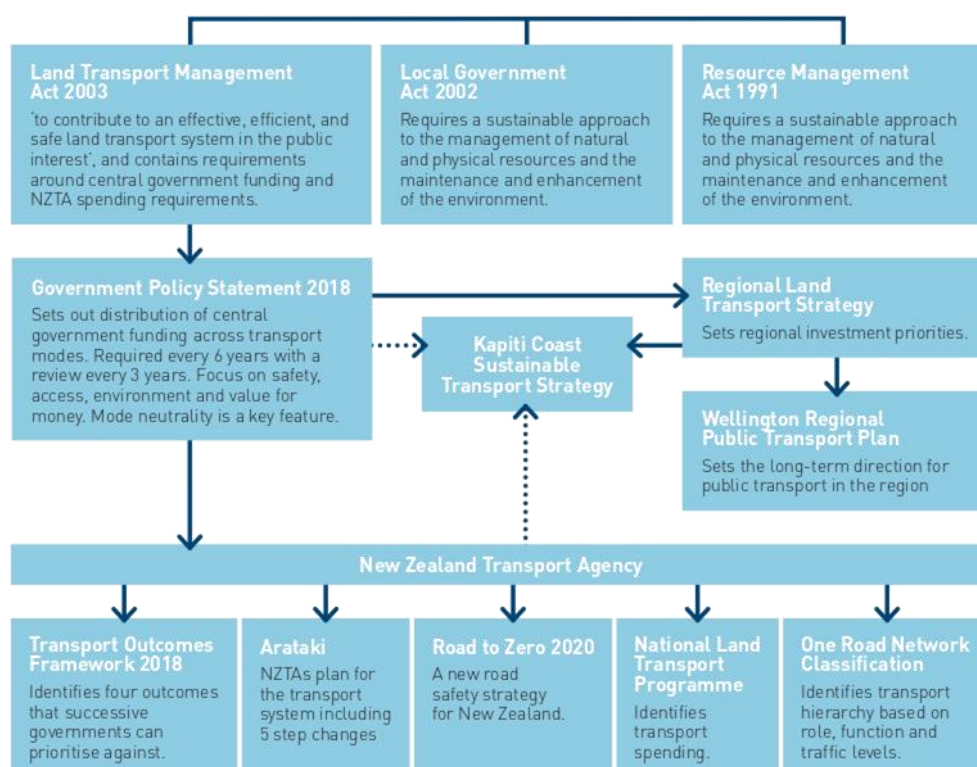 Land Transport Management
Act 2003
'to contribute to an effective, efficient, and
safe land transport system in the public
interest', and contains requirements
around central government funding and
NZTA spending requirements.
Local Government
Act 2002
Requires a sustainable approach
to the management of natural
and physical resources and the
maintenance and enhancement
of the environment.
Resource Management
Act 1991
Requires a sustainable approach
to the management of natural
and physical resources and the
maintenance and enhancement
of the environment.
Government Policy Statement 2018
Sets out distribution of central
government funding across transport
modes. Required every 6 years with a
review every 3 years. Focus on safety,
access, environment and value for
money. Mode neutrality is a key feature.
Kapiti Coast
Sustainable
Transport Strategy
Regional Land
Transport Strategy
Sets regional investment priorities.
Wellington Regional
Public Transport Plan
Sets the long-term direction for
public transport in the region
New Zealand Transport Agency
Transport Outcomes
Framework 2018
Identifies four outcomes
that successive
governments can
prioritise against.
Arataki
NZTAs plan for
the transport
system including
5 step changes
Road to Zero 2020
A new road
safety strategy
for New Zealand.
National Land
Transport
Programme
Identifies
transport
spending.
One Road Network
Classification
Identifies transport
hierarchy based on
role, function and
traffic levels.